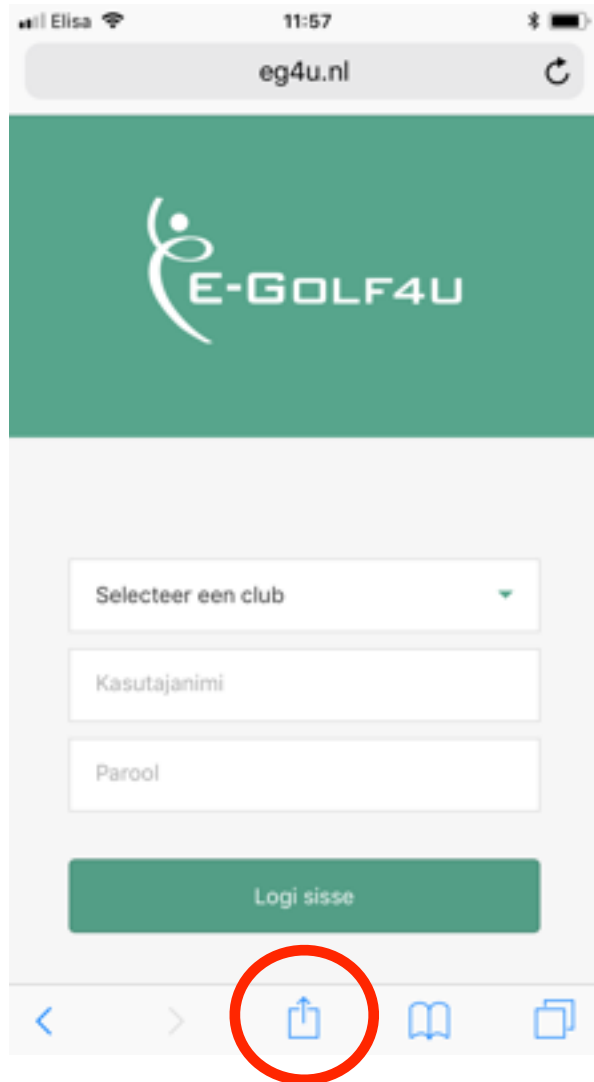 Elisa 11:57
eg4u.nl
E-GOLF4U
Selecteer een club
Kasutajanimi
Parool
Logi sisse